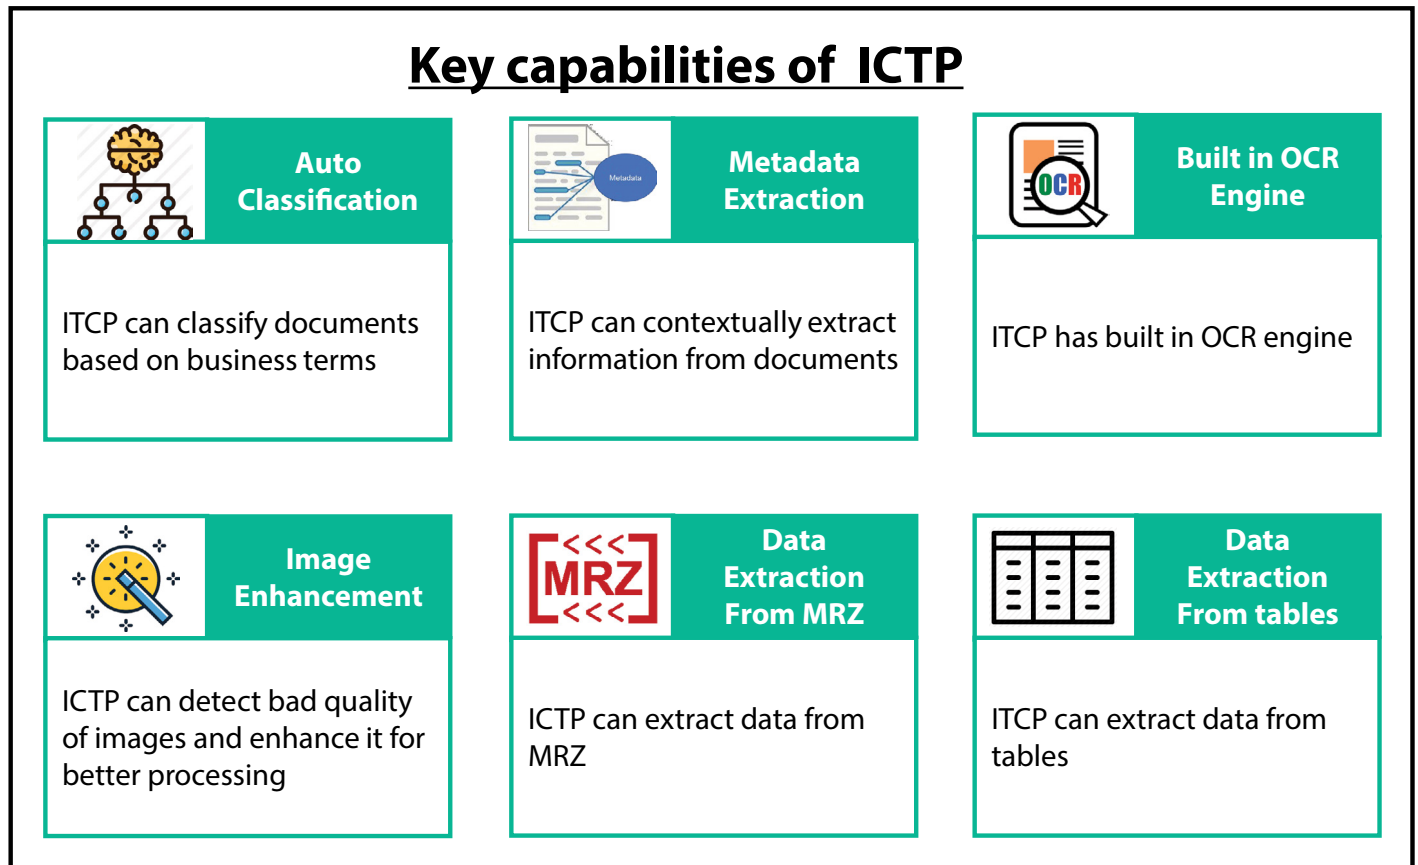 Key capabilities of ICTP
Auto
Classification
ITCP can classify documents
based on business terms
Metadata
Metadata
Extraction
ITCP can contextually extract
information from documents
OCR
Built in OCR
Engine
ITCP has built in OCR engine
Image
Enhancement
ICTP can detect bad quality
of images and enhance it for
better processing
<<<
MRZ
<<<
Data
Extraction
From MRZ
ICTP can extract data from
MRZ
Data
Extraction
From tables
ITCP can extract data from
tables